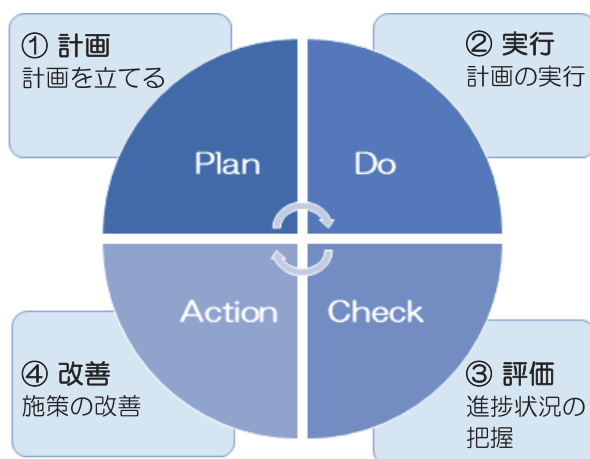 ① 計画
計画を立てる
② 実行
計画の実行
Plan
Do
Action
Check
④ 改善
施策の改善
③ 評価
進捗状況の
把握